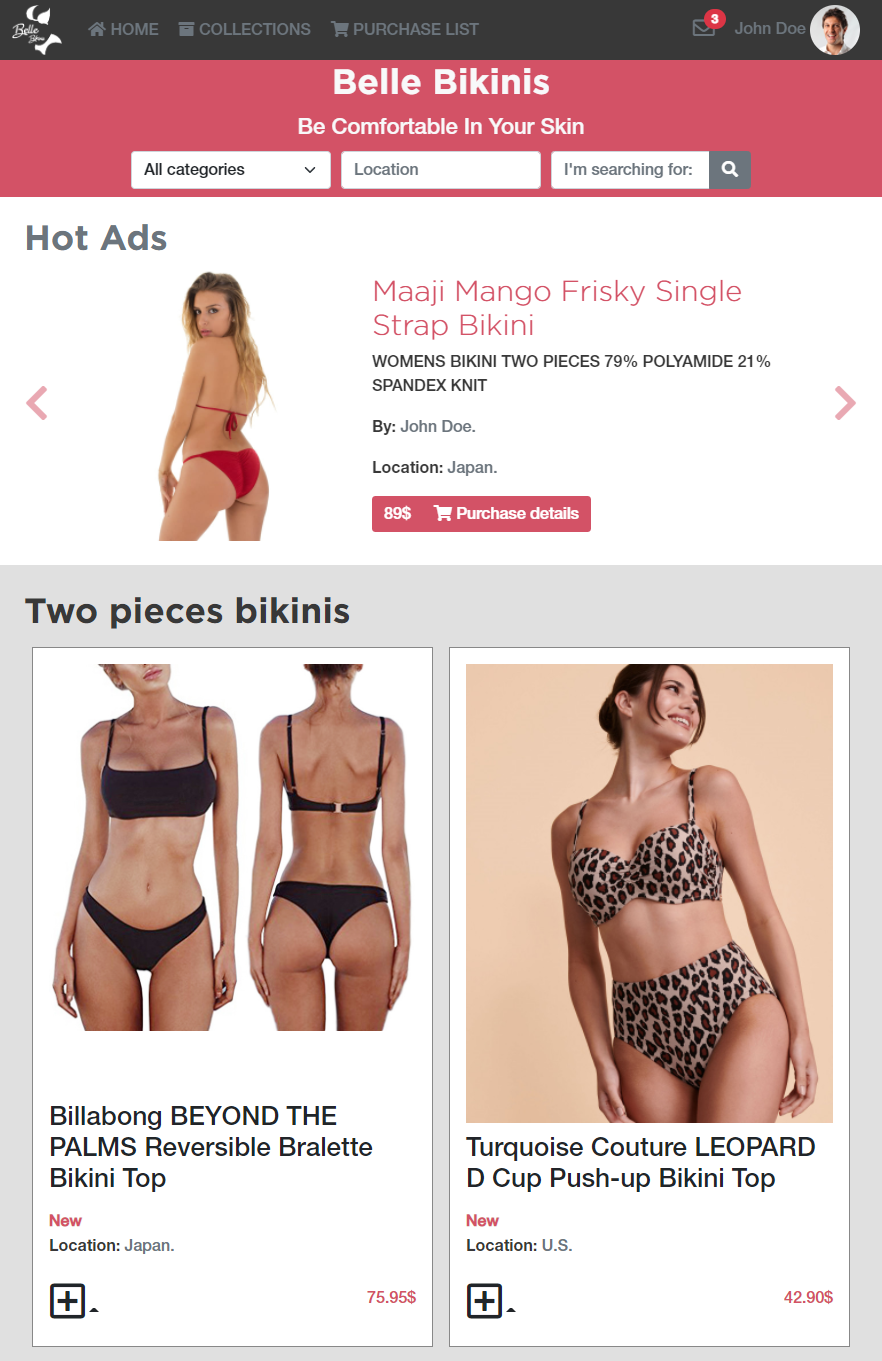 Belle
HOME COLLECTIONS PURCHASE LIST 3 John Doe
Belle Bikinis
Be Comfortable In Your Skin
All categories Location I'm searching for:
Hot Ads
Maaji Mango Frisky Single
Strap Bikini
WOMENS BIKINI TWO PIECES 79% POLYAMIDE 21%
SPANDEX KNIT
By: John Doe.
Location: Japan.
89$ Purchase details
Two pieces bikinis
Billabong BEYOND THE
PALMS Reversible Bralette
Bikini Top
New
Location: Japan.
75.95$
Turquoise Couture LEOPARD
D Cup Push-up Bikini Top
New
Location: U.S.
42.90$